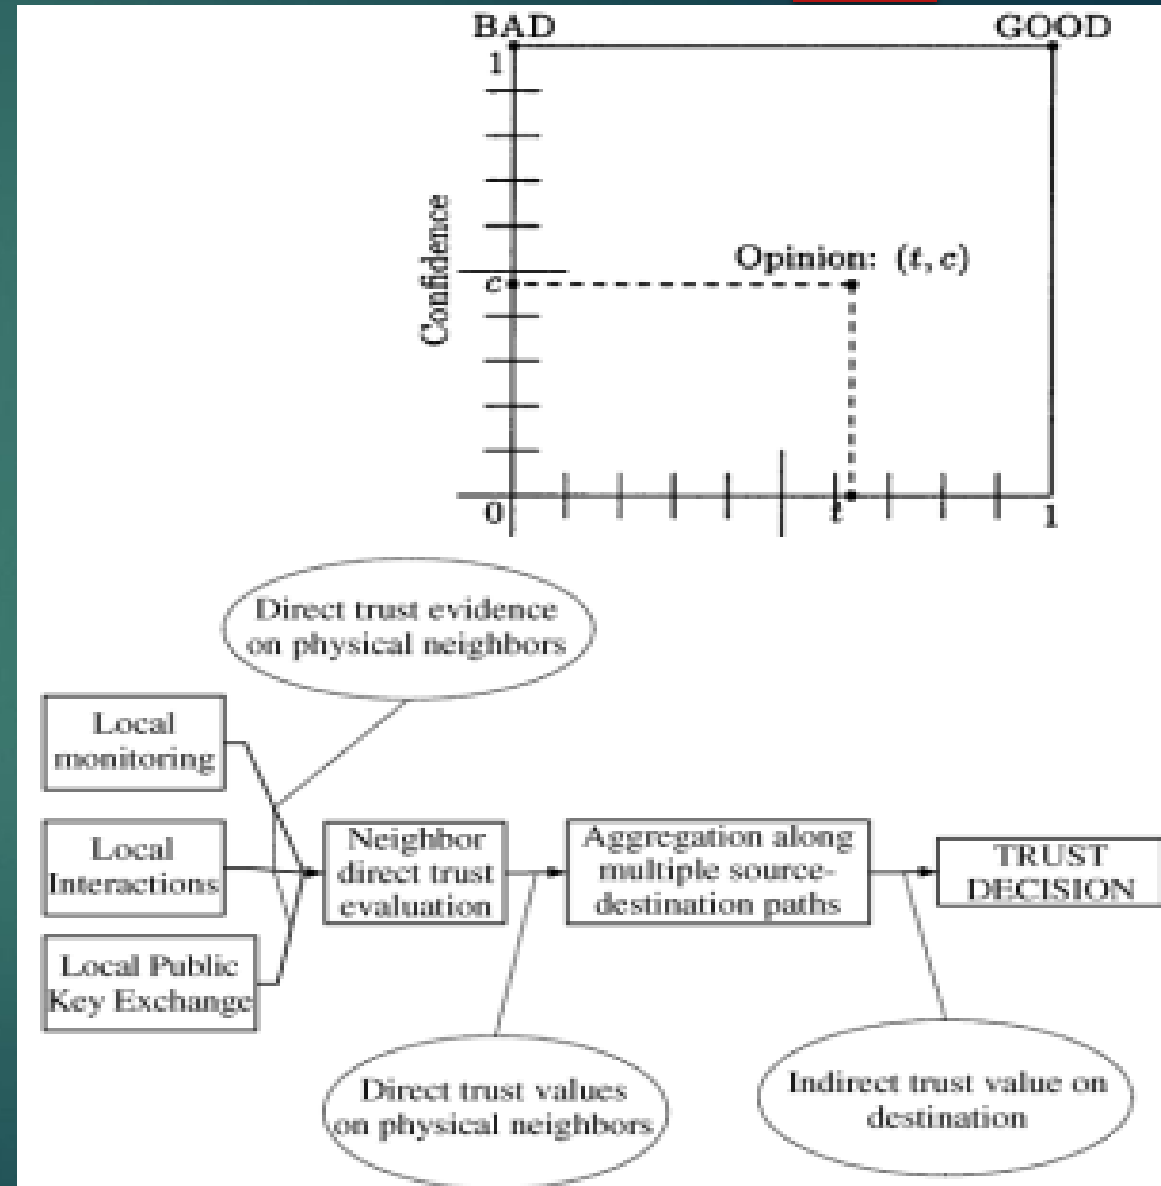 BAD GOOD
1
Confidence
Opinion: (t, c)
c
0 t 1
Direct trust evidence
on physical neighbors
Local
monitoring
Local
Interactions
Local Public
Key Exchange
Neighbor
direct trust
evaluation
Aggregation along
multiple source-
destination paths
TRUST
DECISION
Direct trust values
on physical neighbors
Indirect trust value on
destination